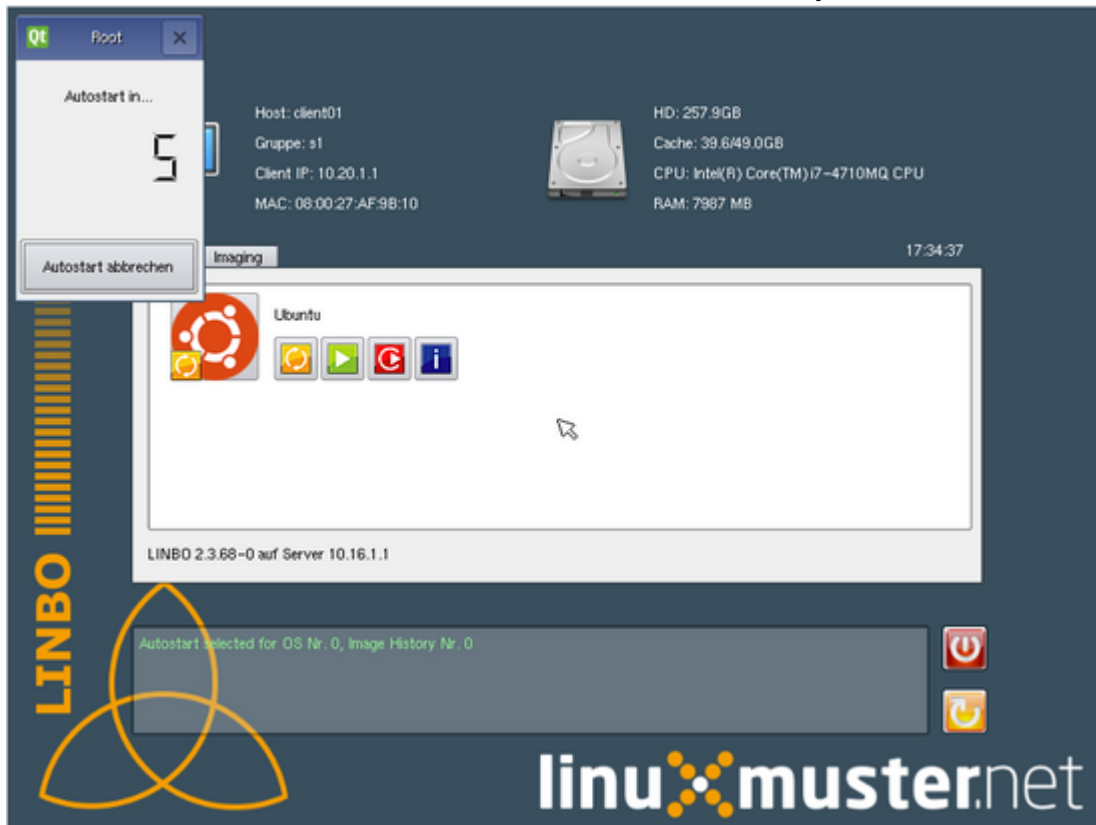 Qt Root
Autostart in...
5
Autostart abbrechen
Host: client01
Gruppe: s1
Client IP: 10.20.1.1
MAC: 08:00:27:AF:9B:10
HD: 257.9GB
Cache: 39.6/49.0GB
CPU: Intel(R) Core(TM) i7-4710MQ CPU
RAM: 7987 MB
Imaging
17:34:37
Ubuntu
LINBO 2.3.68-0 auf Server 10.16.1.1
LINBO
Autostart selected for OS Nr. 0, Image History Nr. 0
linuxmuster.net